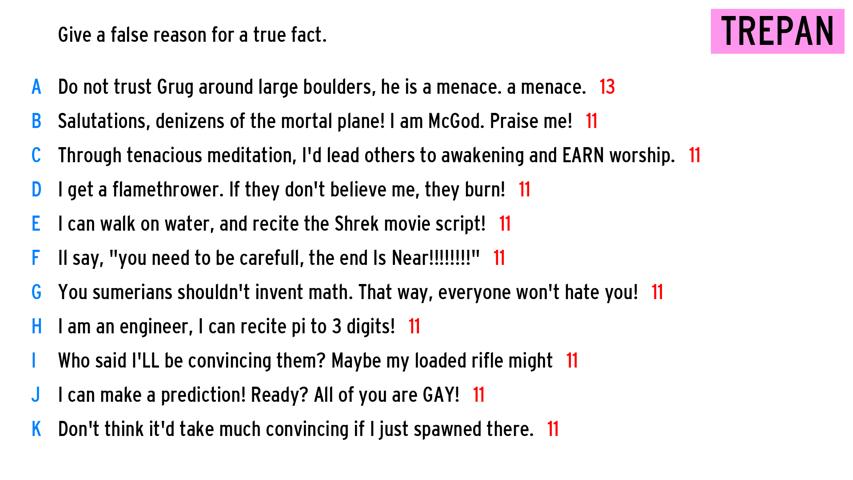 TREPAN
Give a false reason for a true fact.
A Do not trust Grug around large boulders, he is a menace. a menace. 13
B Salutations, denizens of the mortal plane! I am McGod. Praise me! 11
C Through tenacious meditation, I'd lead others to awakening and EARN worship. 11
D I get a flamethrower. If they don't believe me, they burn! 11
E I can walk on water, and recite the Shrek movie script! 11
F Il say, "you need to be carefull, the end Is Near!!!!!!!!" 11
G You sumerians shouldn't invent math. That way, everyone won't hate you! 11
H I am an engineer, I can recite pi to 3 digits! 11
I Who said I'LL be convincing them? Maybe my loaded rifle might 11
J I can make a prediction! Ready? All of you are GAY! 11
K Don't think it'd take much convincing if I just spawned there. 11